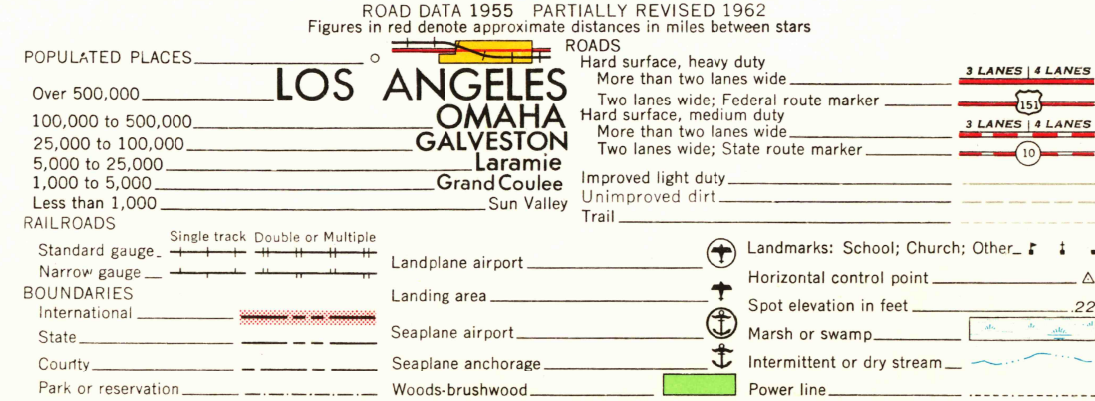 ROAD DATA 1955 PARTIALLY REVISED 1962
Figures in red denote approximate distances in miles between stars
POPULATED PLACES
Over 500,000 LOS ANGELES
100,000 to 500,000 OMAHA
25,000 to 100,000 GALVESTON
5,000 to 25,000 Laramie
1,000 to 5,000 Grand Coulee
Less than 1,000 Sun Valley
RAILROADS
Single track Double or Multiple
Standard gauge
Narrow gauge
BOUNDARIES
International
State
County
Park or reservation
Landplane airport
Landing area
Seaplane airport
Seaplane anchorage
Woods-brushwood
ROADS
Hard surface, heavy duty
More than two lanes wide 3 LANES | 4 LANES
Two lanes wide; Federal route marker 151
Hard surface, medium duty
More than two lanes wide 3 LANES | 4 LANES
Two lanes wide; State route marker 10
Improved light duty
Unimproved dirt
Trail
Landmarks: School; Church; Other
Horizontal control point
Spot elevation in feet 22
Marsh or swamp
Intermittent or dry stream
Power line